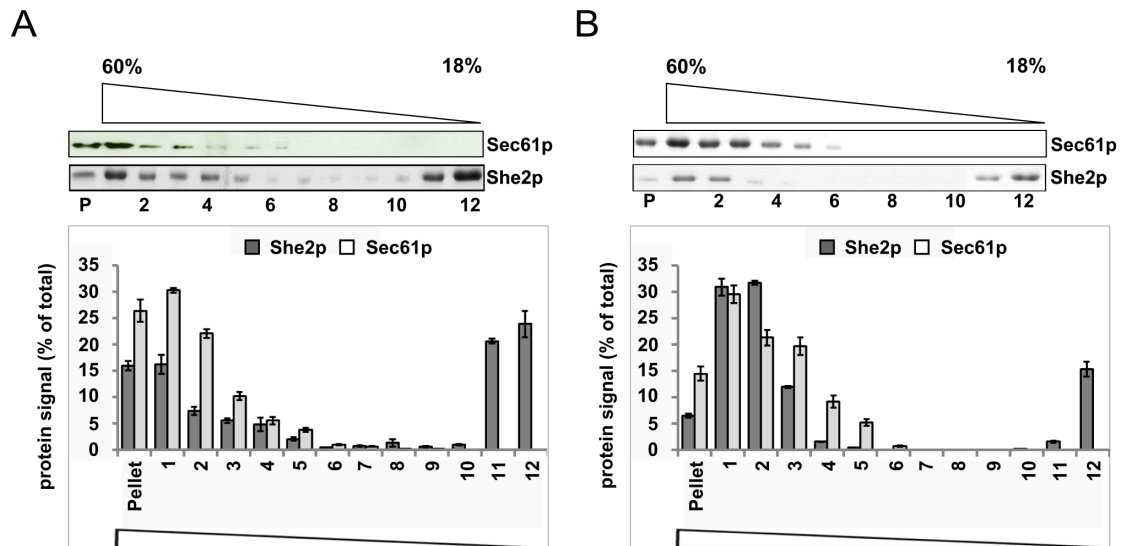 A
60% 18%
Sec61p
She2p
P 2 4 6 8 10 12
She2p Sec61p
protein signal (% of total)
35
30
25
20
15
10
5
0
Pellet 1 2 3 4 5 6 7 8 9 10 11 12
B
60% 18%
Sec61p
She2p
P 2 4 6 8 10 12
She2p Sec61p
protein signal (% of total)
35
30
25
20
15
10
5
0
Pellet 1 2 3 4 5 6 7 8 9 10 11 12